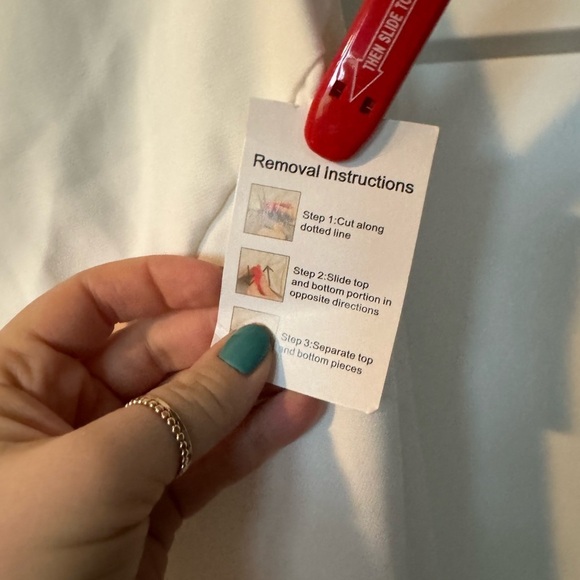 THEN SLIDE
Removal Instructions
Step 1:Cut along
dotted line
Step 2:Slide top
and bottom portion in
opposite directions
Step 3:Separate top
and bottom pieces